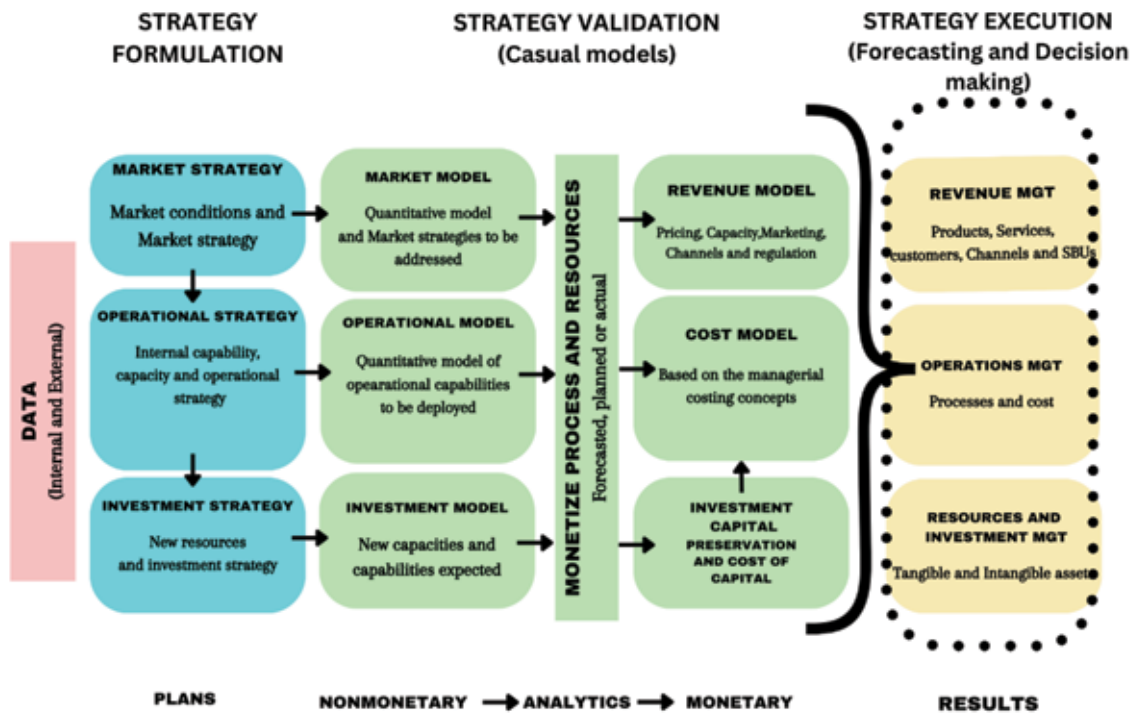 STRATEGY
FORMULATION
STRATEGY VALIDATION
(Casual models)
STRATEGY EXECUTION
(Forecasting and Decision
making)
DATA
(Internal and External)
MARKET STRATEGY
Market conditions and
Market strategy
MARKET MODEL
Quantitative model
and Market strategies to be
addressed
MONETIZE PROCESS AND RESOURCES
Forecasted, planned or actual
REVENUE MODEL
Pricing, Capacity,Marketing,
Channels and regulation
REVENUE MGT
Products, Services,
customers, Channels and SBUs
OPERATIONAL STRATEGY
Internal capability,
capacity and operational
strategy
OPERATIONAL MODEL
Quantitative model of
opearational capabilities
to be deployed
COST MODEL
Based on the managerial
costing concepts
OPERATIONS MGT
Processes and cost
INVESTMENT STRATEGY
New resources
and investment strategy
INVESTMENT MODEL
New capacities and
capabilities expected
INVESTMENT
CAPITAL
PRESERVATION
AND COST OF
CAPITAL
RESOURCES AND
INVESTMENT MGT
Tangible and Intangible assets
PLANS
NONMONETARY
ANALYTICS
MONETARY
RESULTS